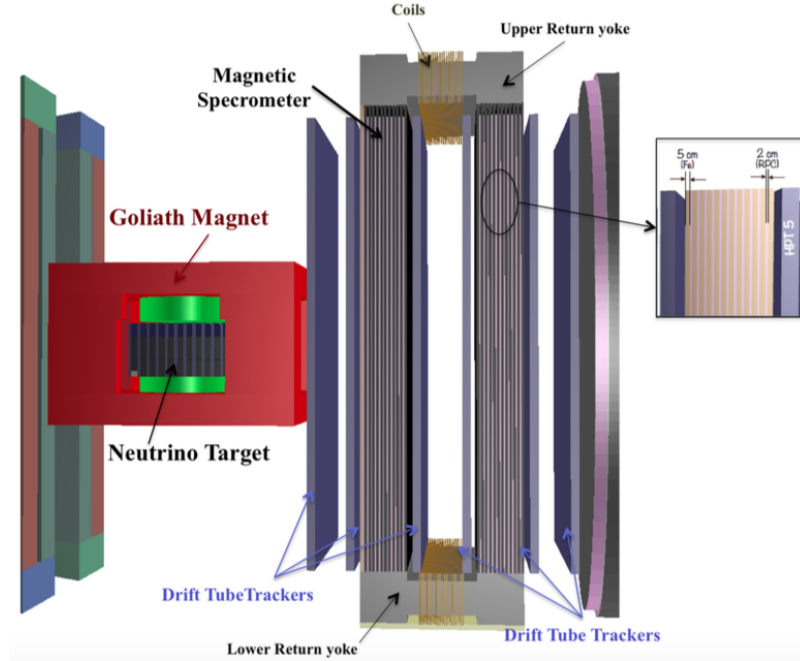 Coils
Upper Return yoke
Magnetic
Specrometer
5 cm
(Fe)
2 cm
(RPC)
HPT 5
Goliath Magnet
Neutrino Target
Drift TubeTrackers
Drift Tube Trackers
Lower Return yoke